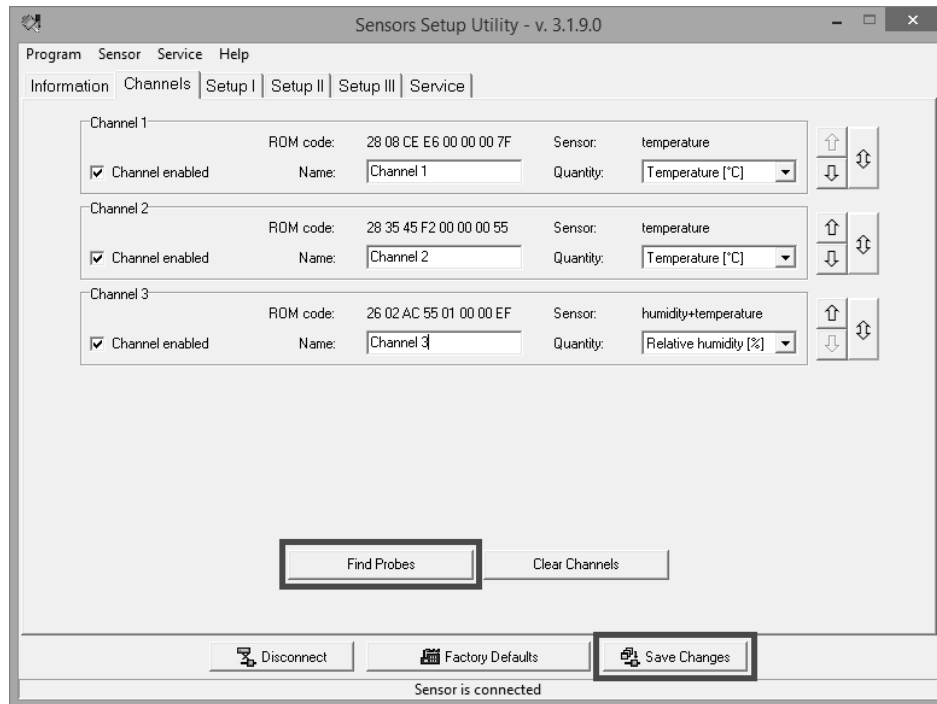 Sensors Setup Utility - v. 3.1.9.0
Program Sensor Service Help
Information Channels Setup I Setup II Setup III Service
Channel 1
ROM code: 28 08 CE E6 00 00 00 7F Sensor: temperature
Channel enabled Name: Channel 1 Quantity: Temperature [°C]
Channel 2
ROM code: 28 35 45 F2 00 00 00 55 Sensor: temperature
Channel enabled Name: Channel 2 Quantity: Temperature [°C]
Channel 3
ROM code: 26 02 AC 55 01 00 00 EF Sensor: humidity+temperature
Channel enabled Name: Channel 3 Quantity: Relative humidity [%]
Find Probes Clear Channels
Disconnect Factory Defaults Save Changes
Sensor is connected